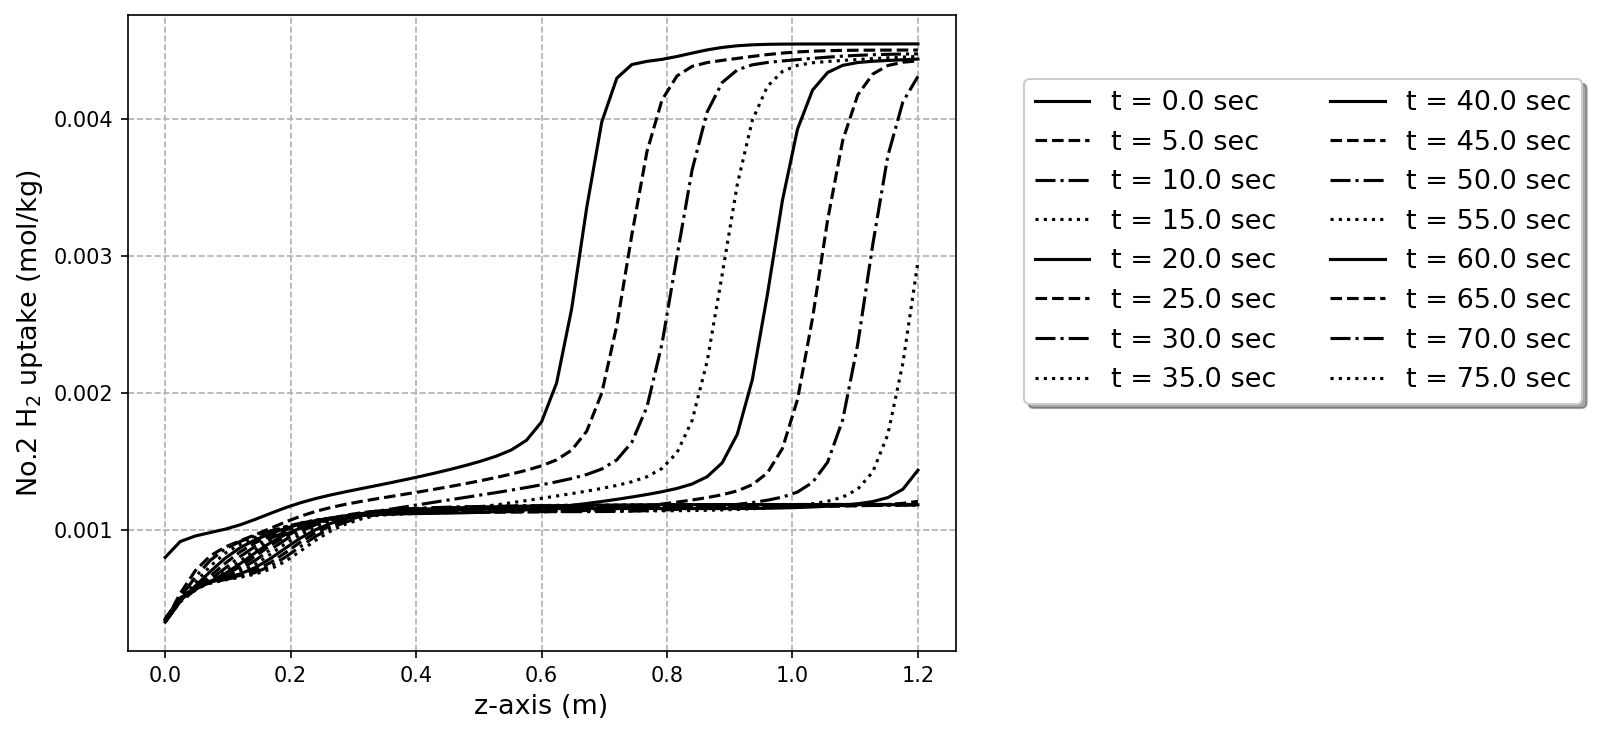 0.004
0.003
0.002
0.001
No.2 H₂ uptake (mol/kg)
0.0 0.2 0.4 0.6 0.8 1.0 1.2
z-axis (m)
t = 0.0 sec t = 40.0 sec
t = 5.0 sec t = 45.0 sec
t = 10.0 sec t = 50.0 sec
t = 15.0 sec t = 55.0 sec
t = 20.0 sec t = 60.0 sec
t = 25.0 sec t = 65.0 sec
t = 30.0 sec t = 70.0 sec
t = 35.0 sec t = 75.0 sec